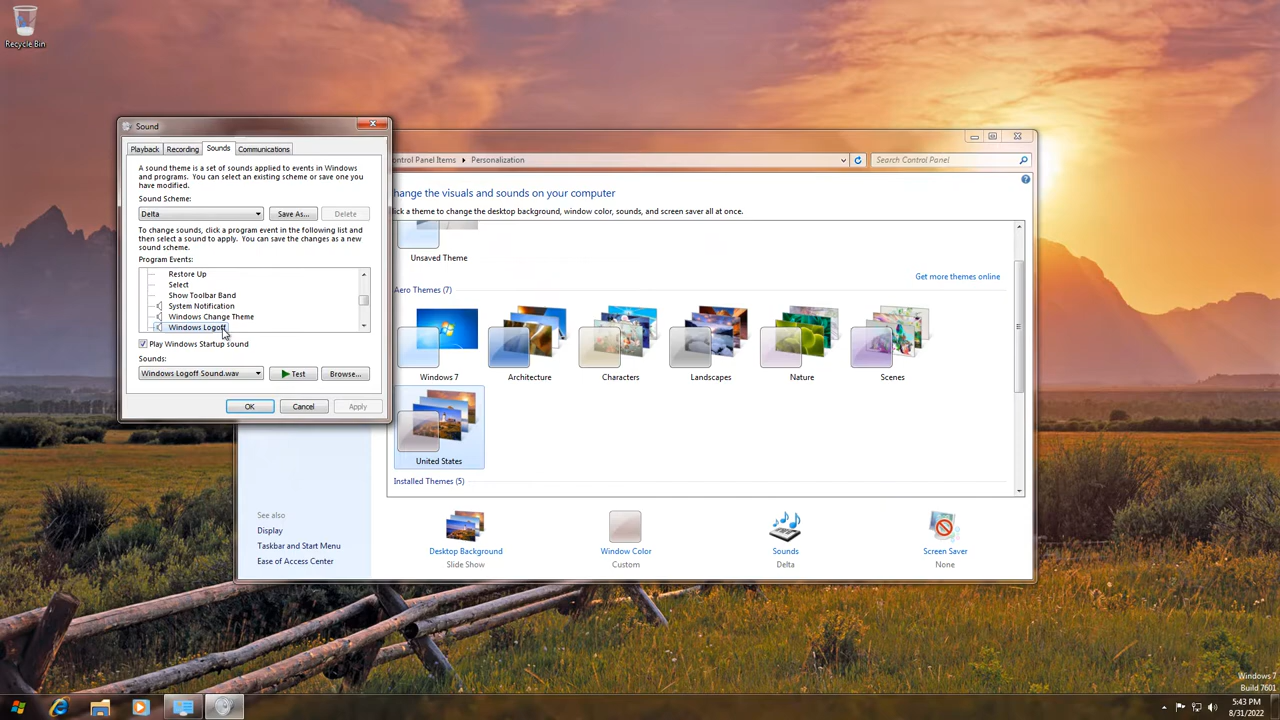 Recycle Bin
Sound
Playback
Recording
Sounds
Communications
A sound theme is a set of sounds applied to events in Windows
and programs. You can select an existing scheme or save one you
have modified.
Sound Scheme:
Delta
Save As...
Delete
To change sounds, click a program event in the following list and
then select a sound to apply. You can save the changes as a new
sound scheme.
Program Events:
Restore Up
Select
Show Toolbar Band
System Notification
Windows Change Theme
Windows Logoff
Play Windows Startup sound
Sounds:
Windows Logoff Sound.wav
Test
Browse...
OK
Cancel
Apply
ontrol Panel Items
Personalization
Search Control Panel
hange the visuals and sounds on your computer
lick a theme to change the desktop background, window color, sounds, and screen saver all at once.
Unsaved Theme
Get more themes online
Aero Themes (7)
Windows 7
Architecture
Characters
Landscapes
Nature
Scenes
United States
Installed Themes (5)
See also
Display
Taskbar and Start Menu
Ease of Access Center
Desktop Background
Slide Show
Window Color
Custom
Sounds
Delta
Screen Saver
None
Windows 7
Build 7601
5:43 PM
8/31/2022